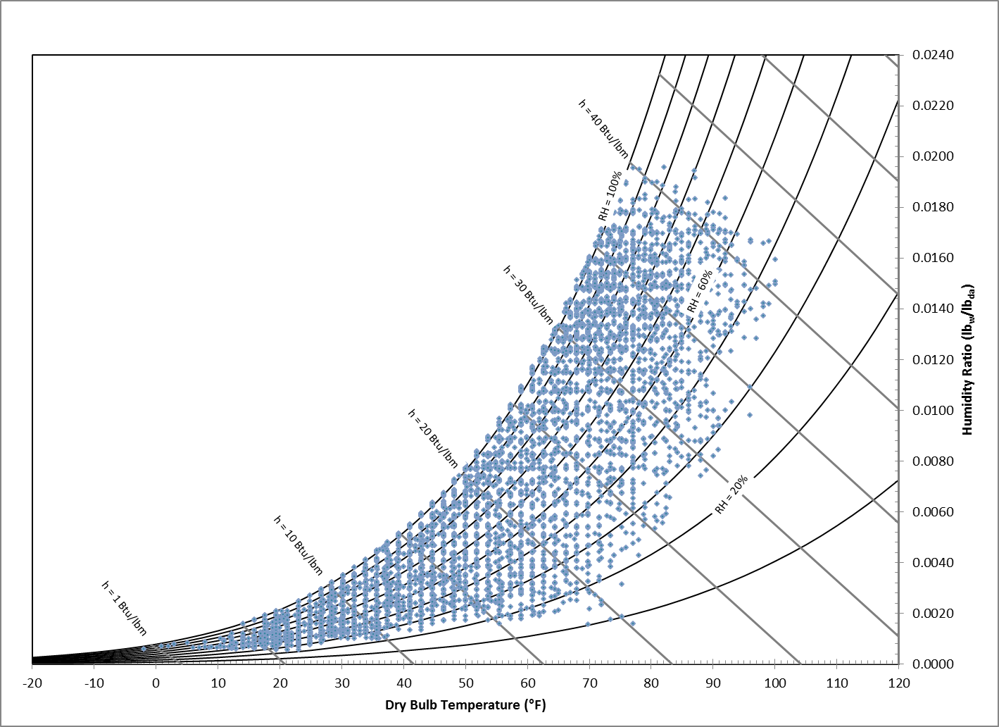 0.0240
0.0220
h = 40 Btu/lbm
0.0200
RH = 100%
0.0180
0.0160
h = 30 Btu/lbm
RH = 60%
0.0140
Humidity Ratio (lbw/lbda)
0.0120
0.0100
h = 20 Btu/lbm
0.0080
RH = 20%
0.0060
h = 10 Btu/lbm
0.0040
h = 1 Btu/lbm
0.0020
0.0000
-20 -10 0 10 20 30 40 50 60 70 80 90 100 110 120
Dry Bulb Temperature (°F)